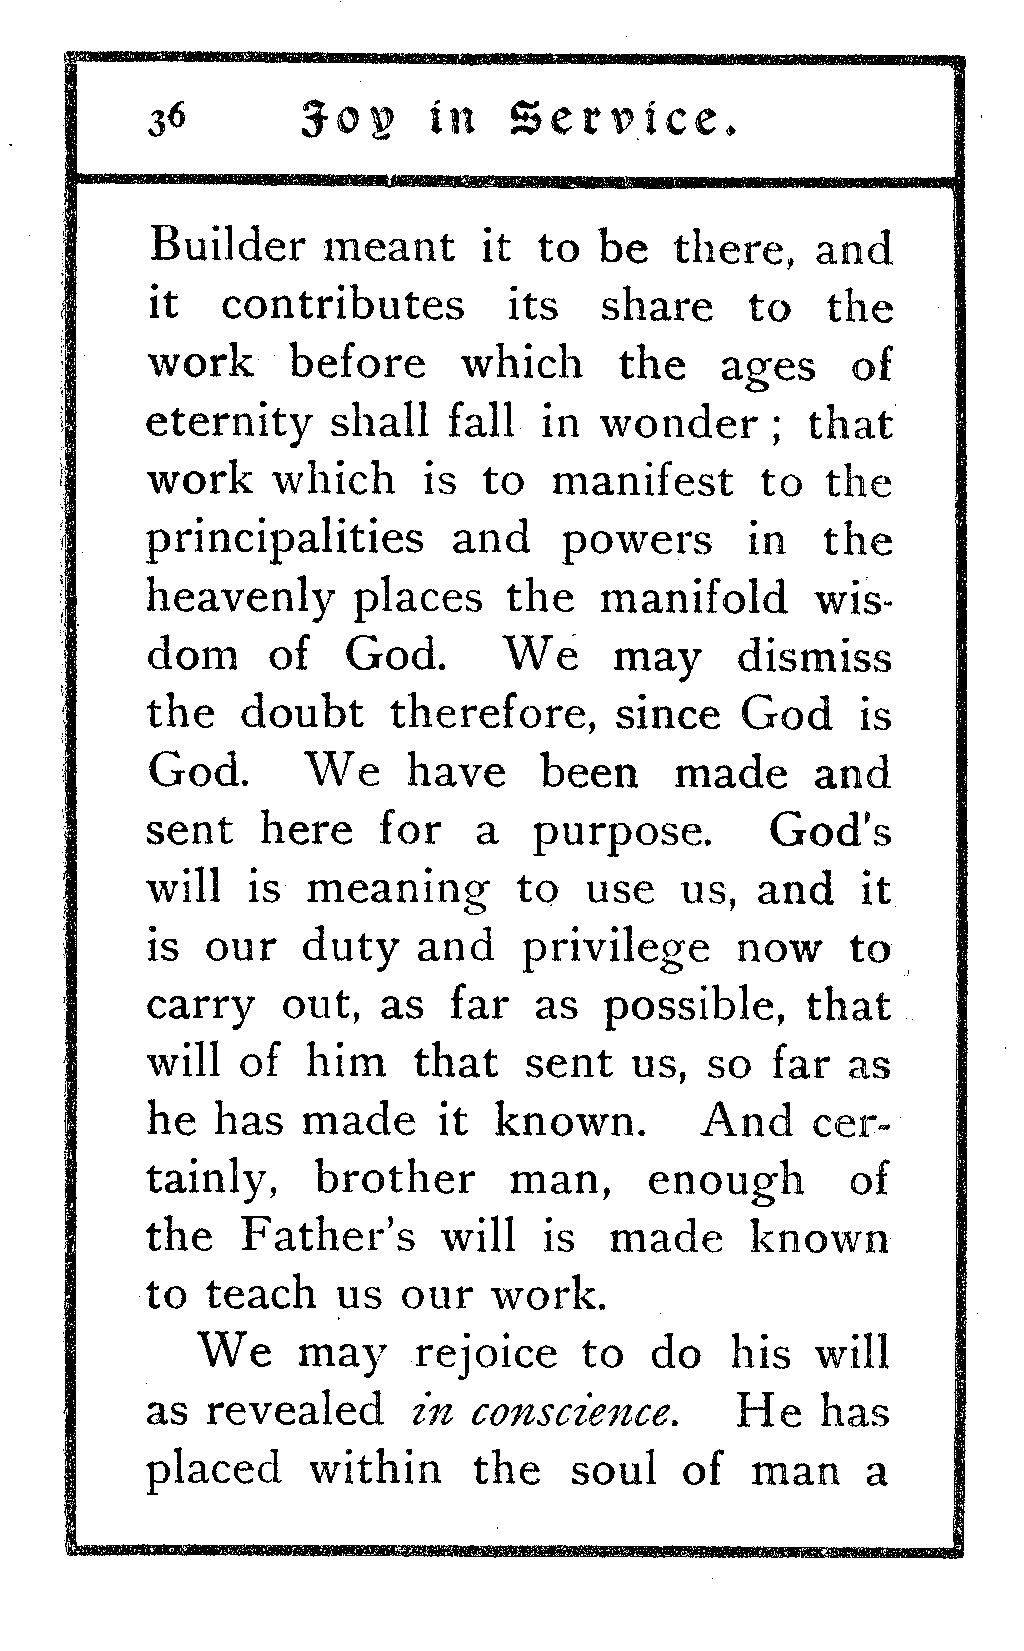 36 Joy in Service.
Builder meant it to be there, and
it contributes its share to the
work before which the ages of
eternity shall fall in wonder ; that
work which is to manifest to the
principalities and powers in the
heavenly places the manifold wis-
dom of God. We may dismiss
the doubt therefore, since God is
God. We have been made and
sent here for a purpose. God's
will is meaning to use us, and it
is our duty and privilege now to
carry out, as far as possible, that
will of him that sent us, so far as
he has made it known. And cer-
tainly, brother man, enough of
the Father's will is made known
to teach us our work.
We may rejoice to do his will
as revealed in conscience. He has
placed within the soul of man a